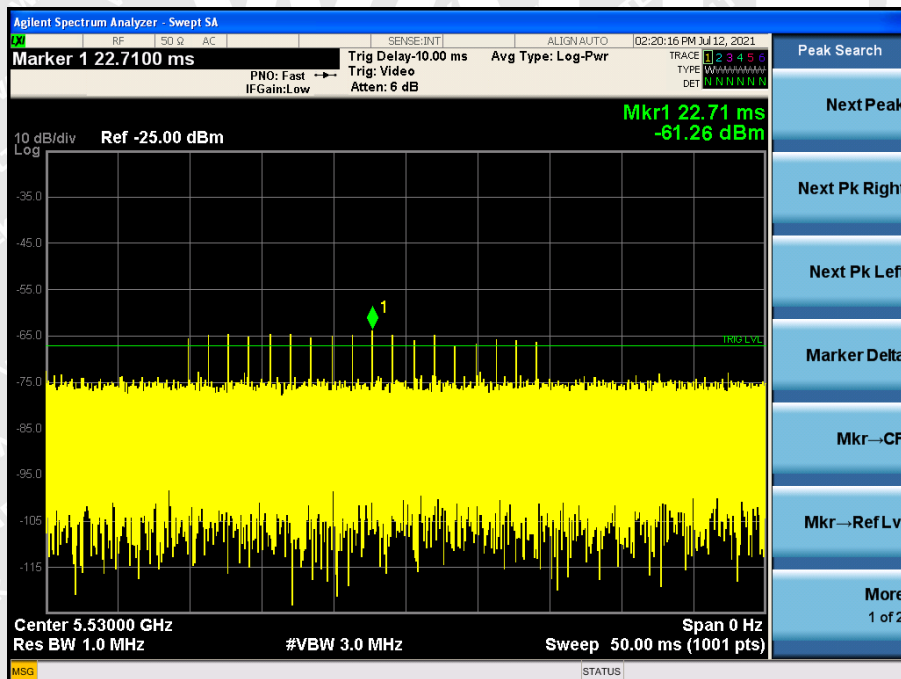 Agilent Spectrum Analyzer - Swept SA
LXI RF 50 Ω AC SENSE:INT ALIGN AUTO 02:20:16 PM Jul 12, 2021
Marker 1 22.7100 ms
PNO: Fast
IFGain:Low
Trig Delay-10.00 ms
Trig: Video
Atten: 6 dB
Avg Type: Log-Pwr
TRACE 1 2 3 4 5 6
TYPE WWWWWW
DET N N N N N N
Mkr1 22.71 ms
-61.26 dBm
10 dB/div Ref -25.00 dBm
Log
-35.0
-45.0
-55.0
1
-65.0
TRIG LVL
-75.0
-85.0
-95.0
-105
-115
Center 5.53000 GHz Span 0 Hz
Res BW 1.0 MHz #VBW 3.0 MHz Sweep 50.00 ms (1001 pts)
MSG STATUS
Peak Search
Next Peak
Next Pk Right
Next Pk Left
Marker Delta
Mkr→CF
Mkr→Ref Lvl
More
1 of 2